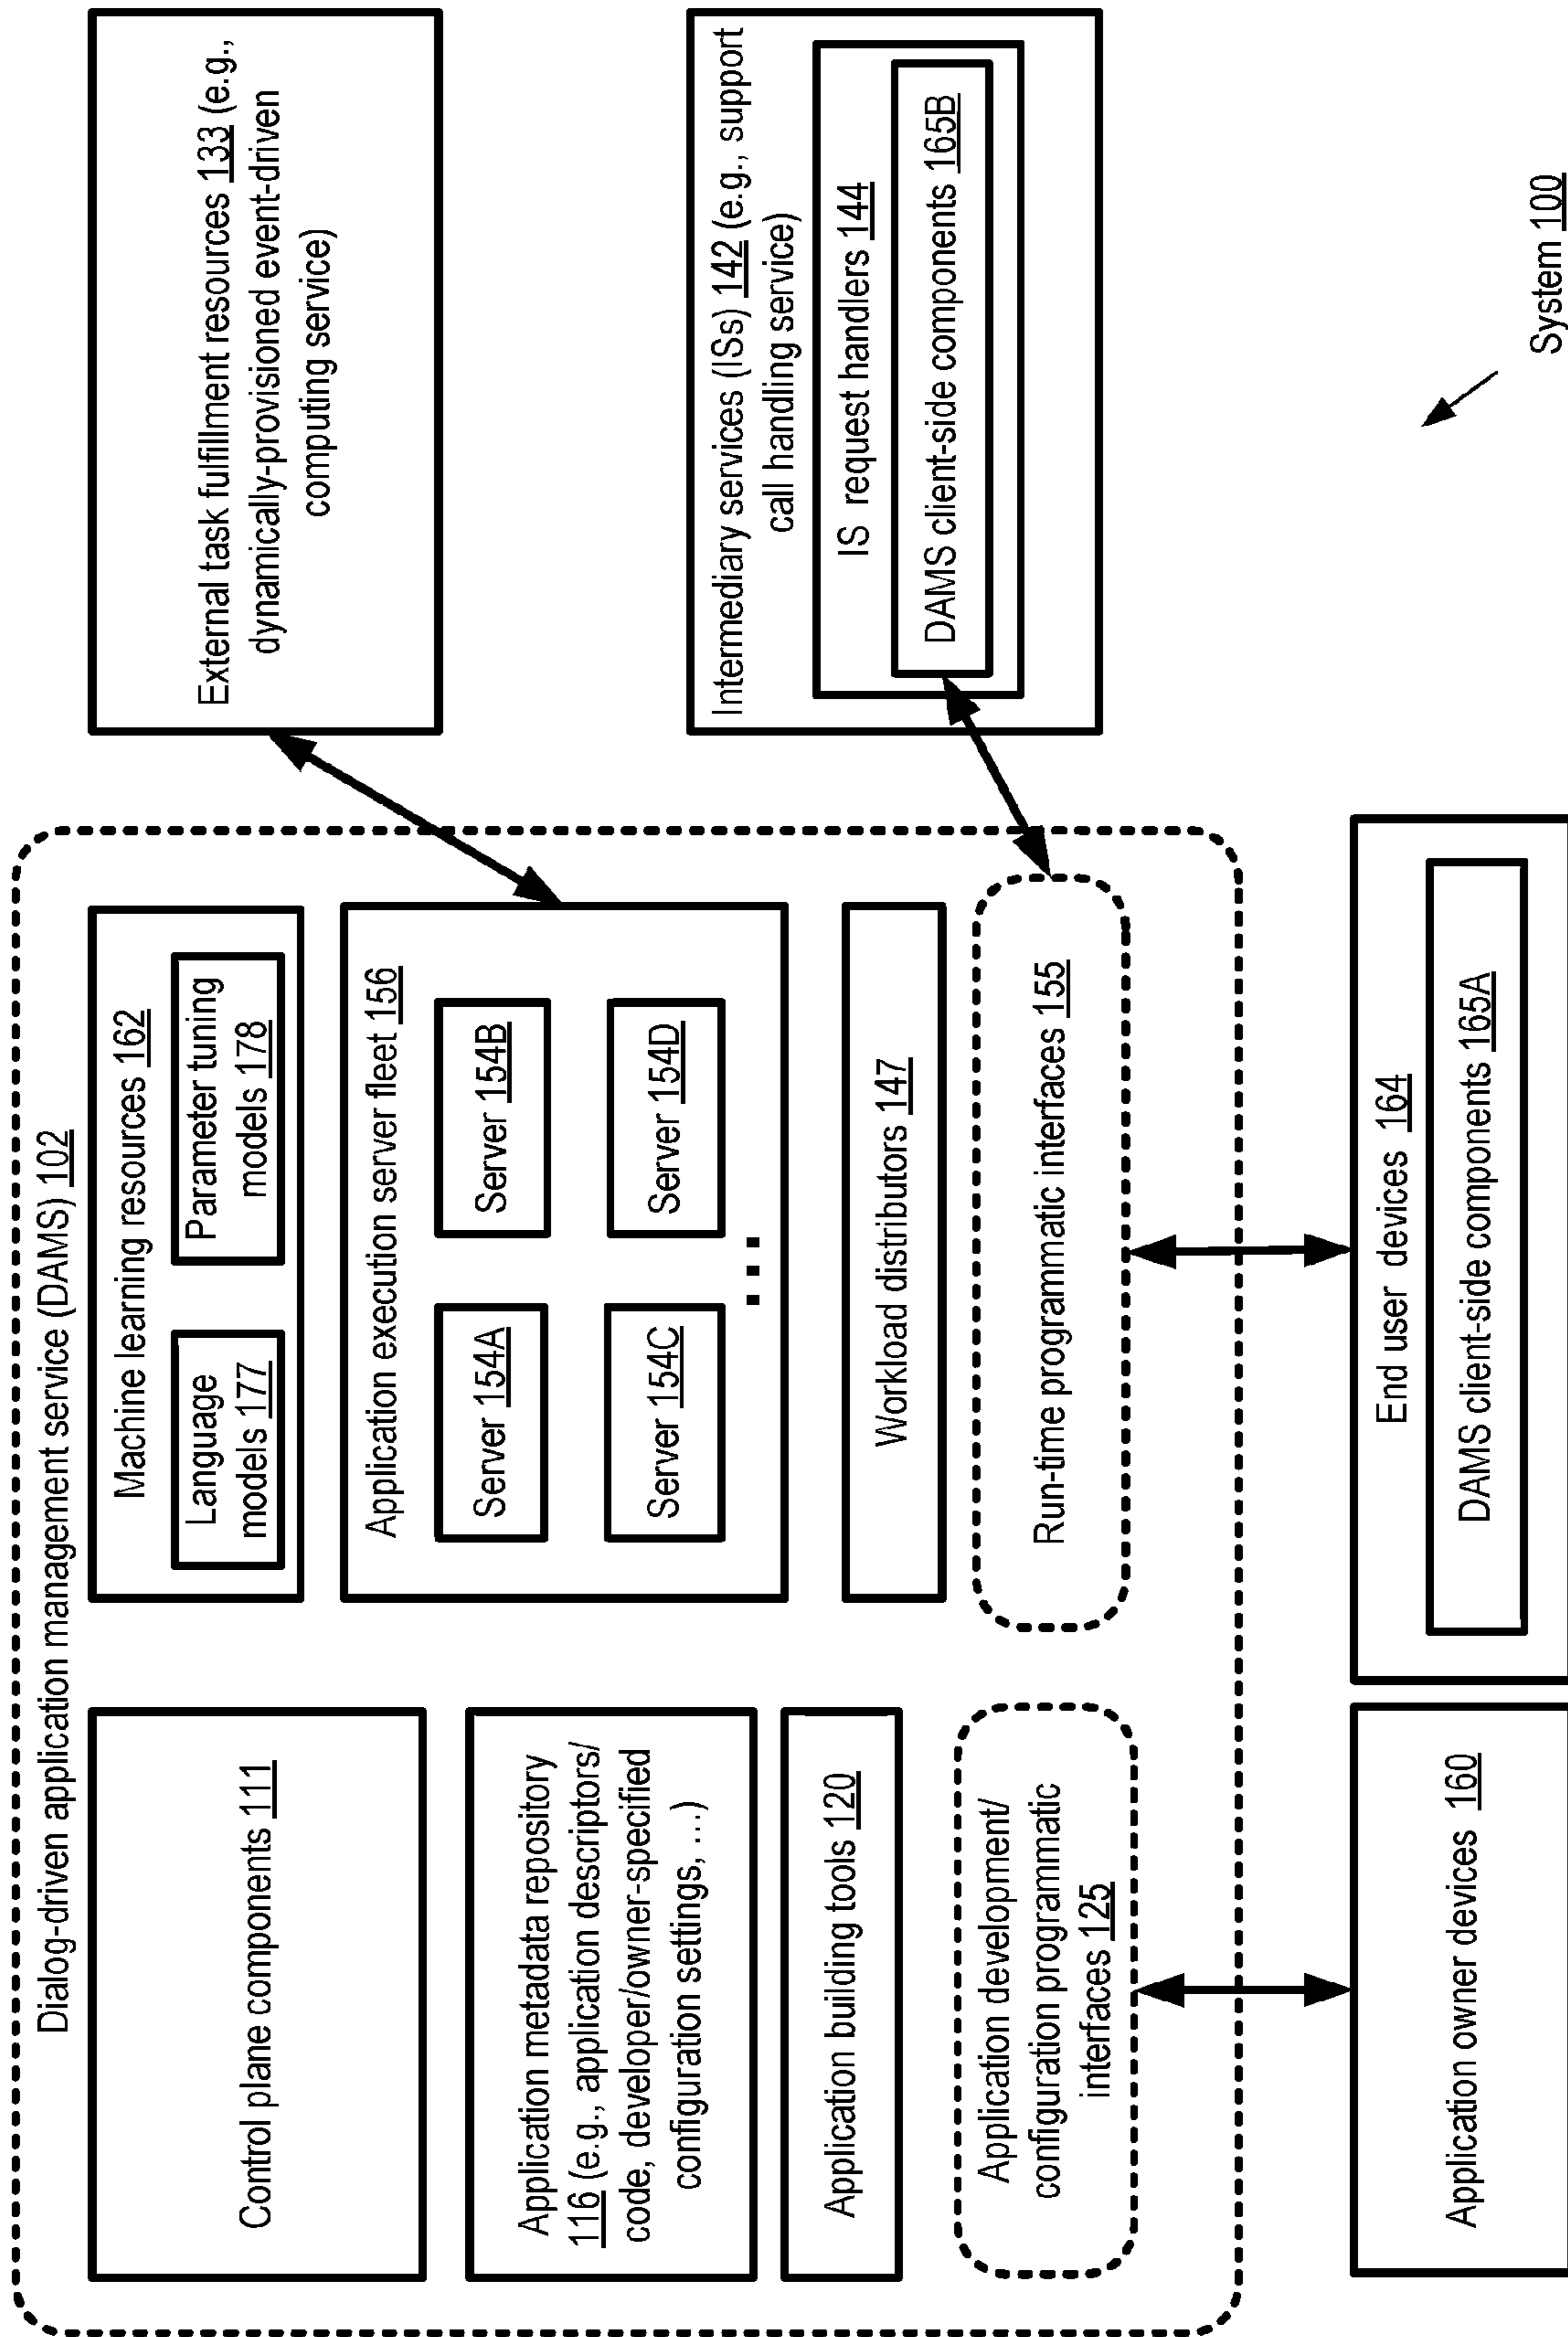 Dialog-driven application management service (DAMS) 102
Control plane components 111
Application metadata repository
116 (e.g., application descriptors/
code, developer/owner-specified
configuration settings, …)
Application building tools 120
Application development/
configuration programmatic
interfaces 125
Machine learning resources 162
Language
models 177
Parameter tuning
models 178
Application execution server fleet 156
Server 154A
Server 154B
Server 154C
Server 154D
Workload distributors 147
Run-time programmatic interfaces 155
External task fulfillment resources 133 (e.g.,
dynamically-provisioned event-driven
computing service)
Intermediary services (ISs) 142 (e.g., support
call handling service)
IS request handlers 144
DAMS client-side components 165B
Application owner devices 160
End user devices 164
DAMS client-side components 165A
System 100